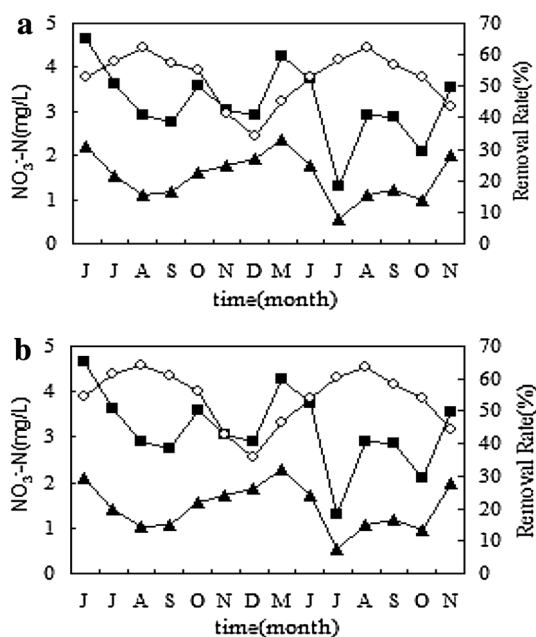 a
5
4
3
2
1
0
NO3--N(mg/L)
70
60
50
40
30
20
10
0
Removal Rate(%)
J J A S O N D M J J A S O N
time(month)
b
5
4
3
2
1
0
NO3--N(mg/L)
70
60
50
40
30
20
10
0
Removal Rate(%)
J J A S O N D M J J A S O N
time(month)